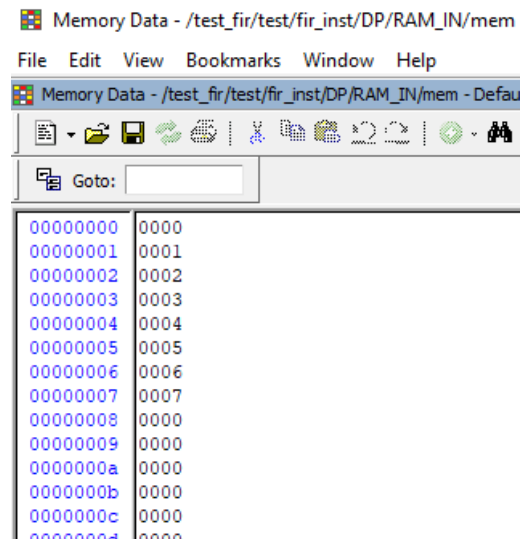 Memory Data - /test_fir/test/fir_inst/DP/RAM_IN/mem
File Edit View Bookmarks Window Help
Memory Data - /test_fir/test/fir_inst/DP/RAM_IN/mem - Defau
Goto:
00000000 0000
00000001 0001
00000002 0002
00000003 0003
00000004 0004
00000005 0005
00000006 0006
00000007 0007
00000008 0000
00000009 0000
0000000a 0000
0000000b 0000
0000000c 0000
0000000d 0000